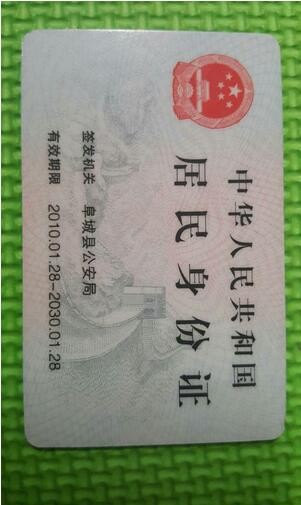 中华人民共和国
居民身份证
签发机关 阜城县公安局
有效期限 2010.01.28-2030.01.28